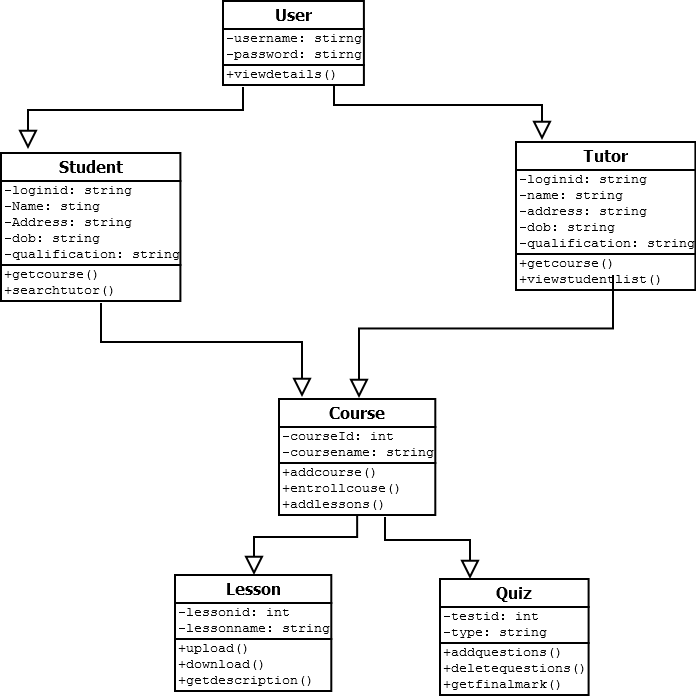 User
-username: stirng
-password: stirng
+viewdetails()
Student
-loginid: string
-Name: sting
-Address: string
-dob: string
-qualification: string
+getcourse()
+searchtutor()
Tutor
-loginid: string
-name: string
-address: string
-dob: string
-qualification: string
+getcourse()
+viewstudentlist()
Course
-courseId: int
-coursename: string
+addcourse()
+entrollcouse()
+addlessons()
Lesson
-lessonid: int
-lessonname: string
+upload()
+download()
+getdescription()
Quiz
-testid: int
-type: string
+addquestions()
+deletequestions()
+getfinalmark()